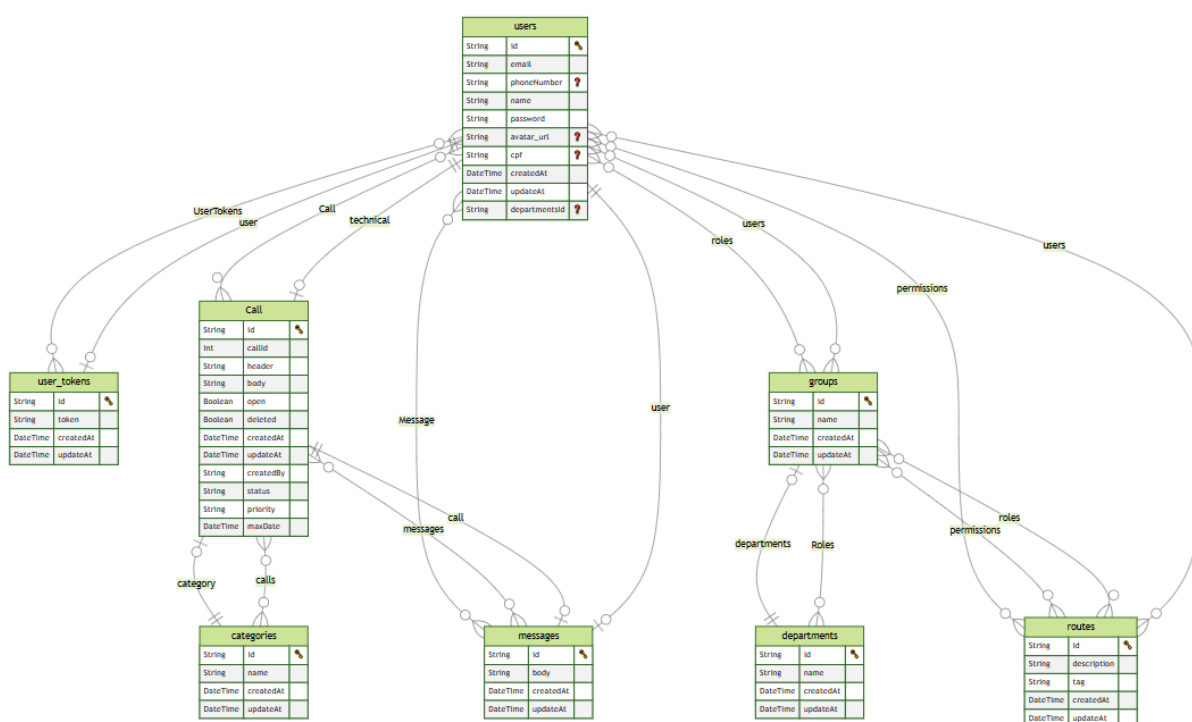 users
String id
String email
String phoneNumber ?
String name
String password
String avatar_url ?
String cpf ?
DateTime createdAt
DateTime updateAt
String departmentsId ?
UserTokens
user
Call
technical
roles
users
users
permissions
Message
user
Call
String id
Int callId
String header
String body
Boolean open
Boolean deleted
DateTime createdAt
DateTime updateAt
String createdBy
String status
String priority
DateTime maxDate
user_tokens
String id
String token
DateTime createdAt
DateTime updateAt
groups
String id
String name
DateTime createdAt
DateTime updateAt
messages
call
category
calls
departments
Roles
permissions
roles
categories
String id
String name
DateTime createdAt
DateTime updateAt
messages
String id
String body
DateTime createdAt
DateTime updateAt
departments
String id
String name
DateTime createdAt
DateTime updateAt
routes
String id
String description
String tag
DateTime createdAt
DateTime updateAt